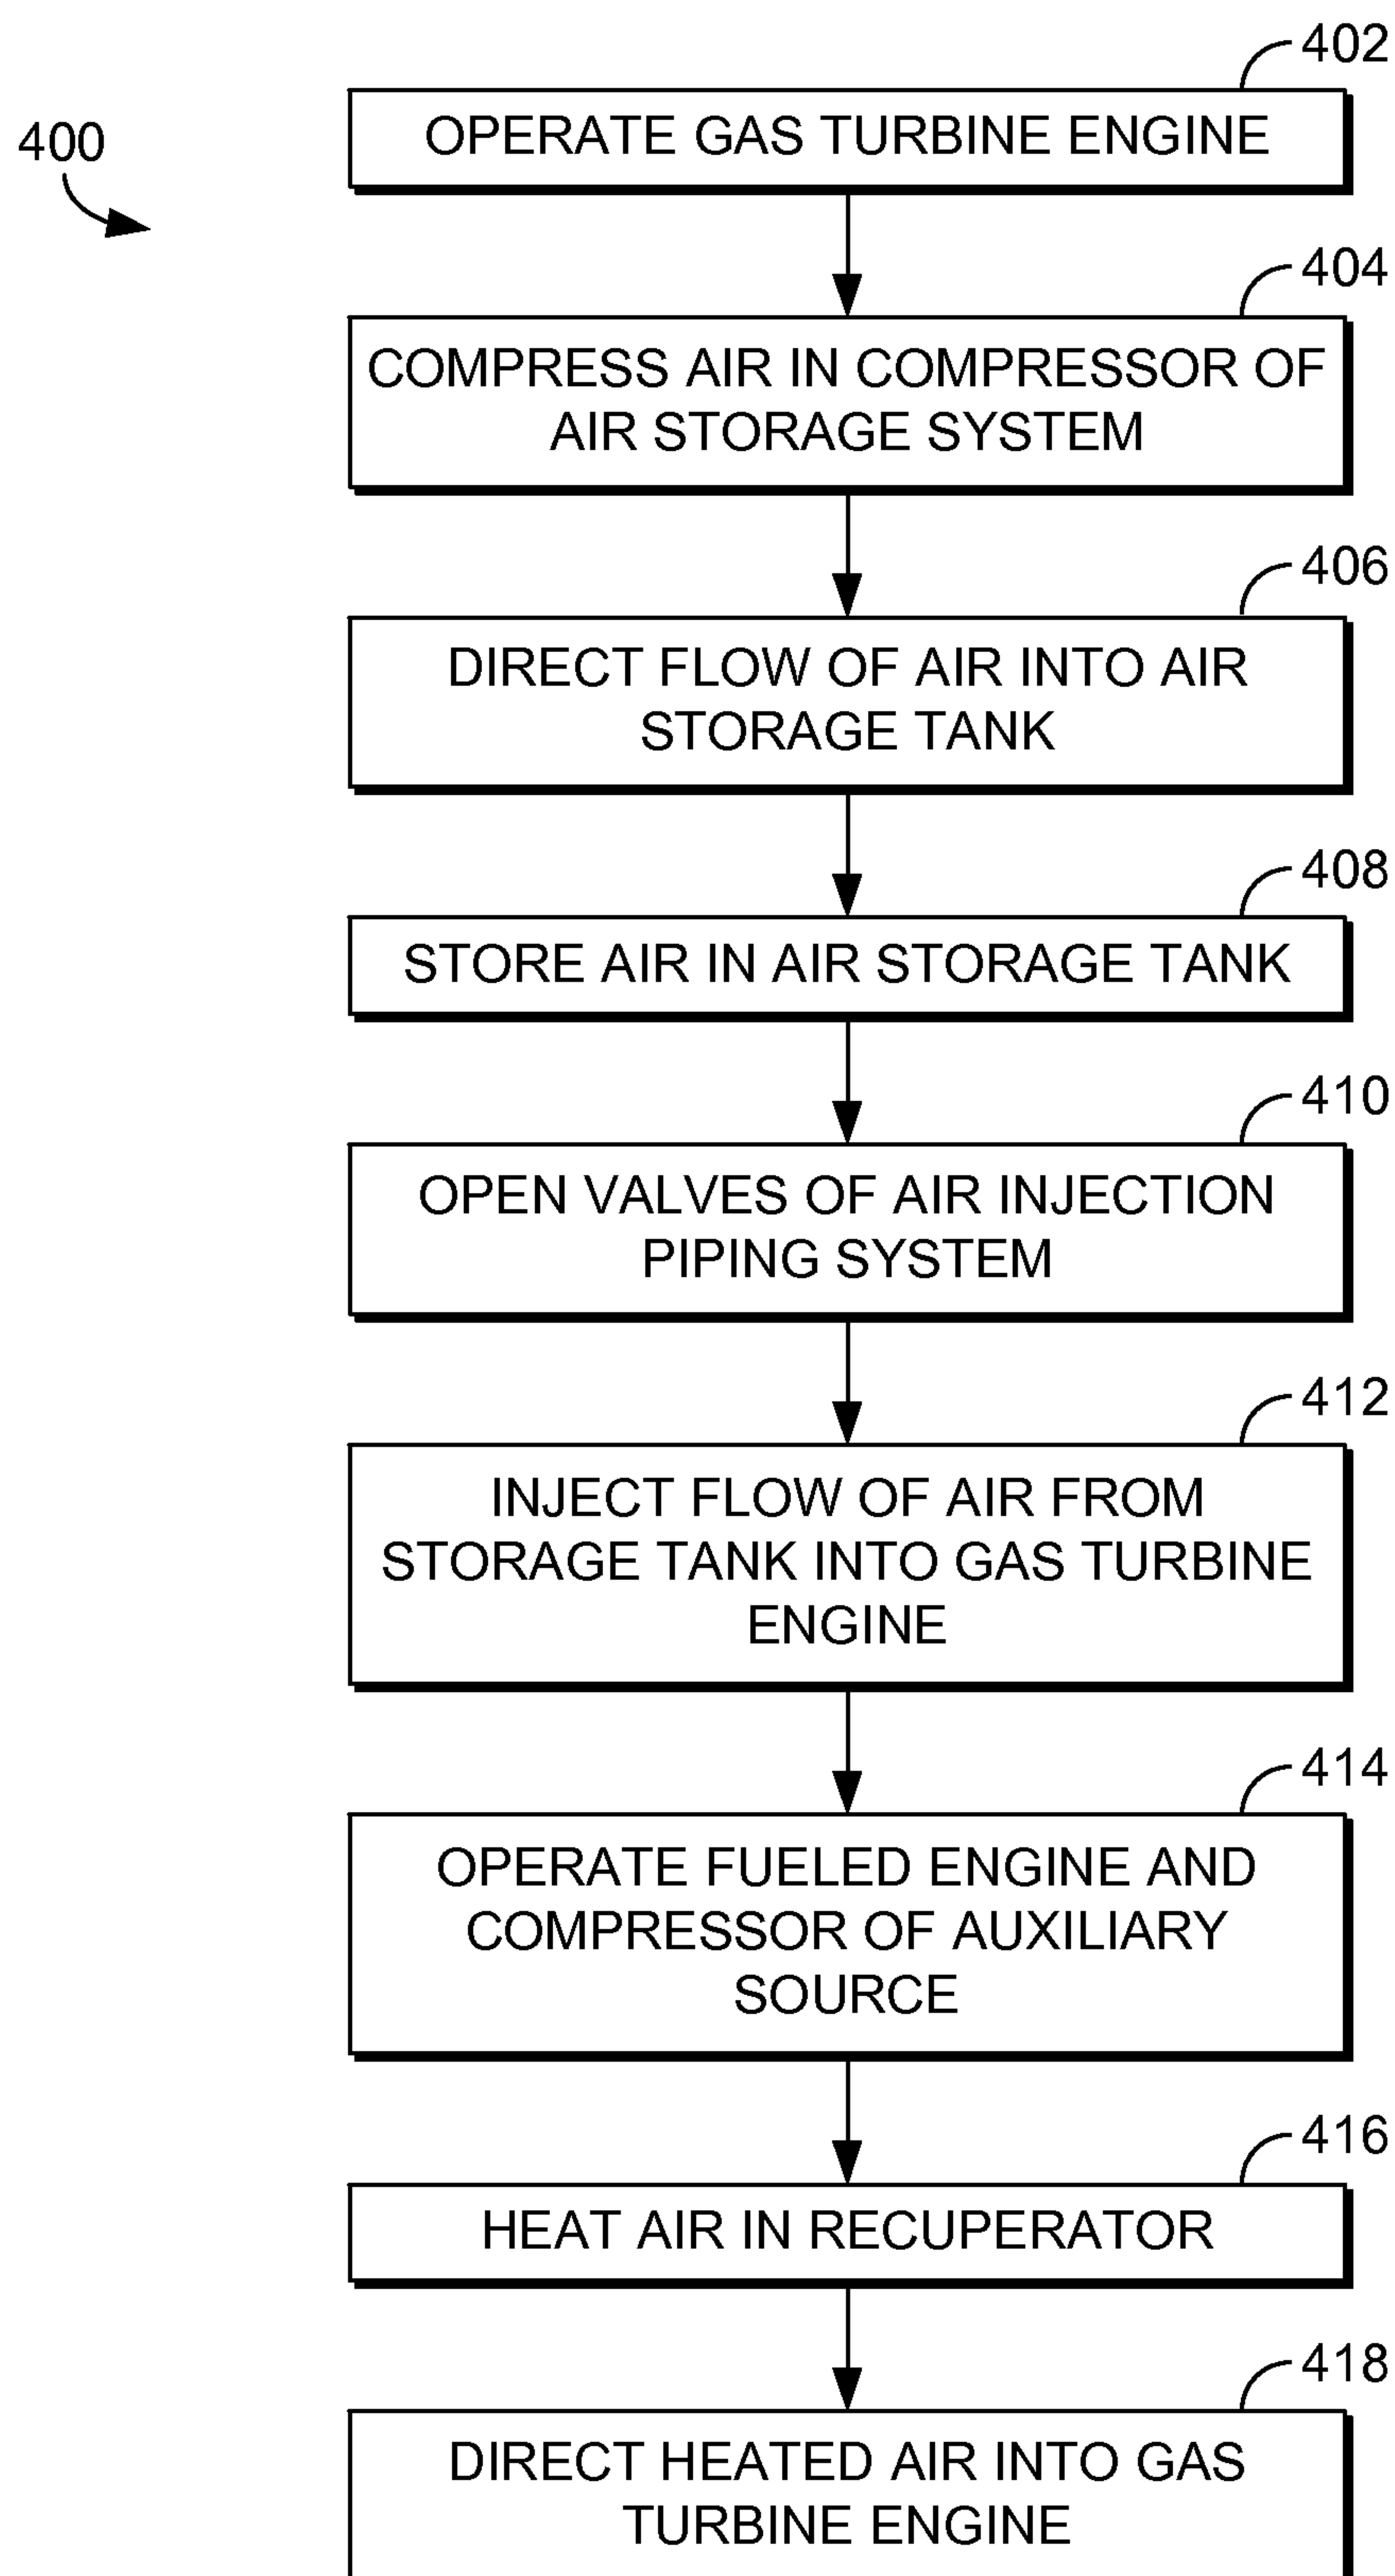 402
400
OPERATE GAS TURBINE ENGINE
404
COMPRESS AIR IN COMPRESSOR OF
AIR STORAGE SYSTEM
406
DIRECT FLOW OF AIR INTO AIR
STORAGE TANK
408
STORE AIR IN AIR STORAGE TANK
410
OPEN VALVES OF AIR INJECTION
PIPING SYSTEM
412
INJECT FLOW OF AIR FROM
STORAGE TANK INTO GAS TURBINE
ENGINE
414
OPERATE FUELED ENGINE AND
COMPRESSOR OF AUXILIARY
SOURCE
416
HEAT AIR IN RECUPERATOR
418
DIRECT HEATED AIR INTO GAS
TURBINE ENGINE